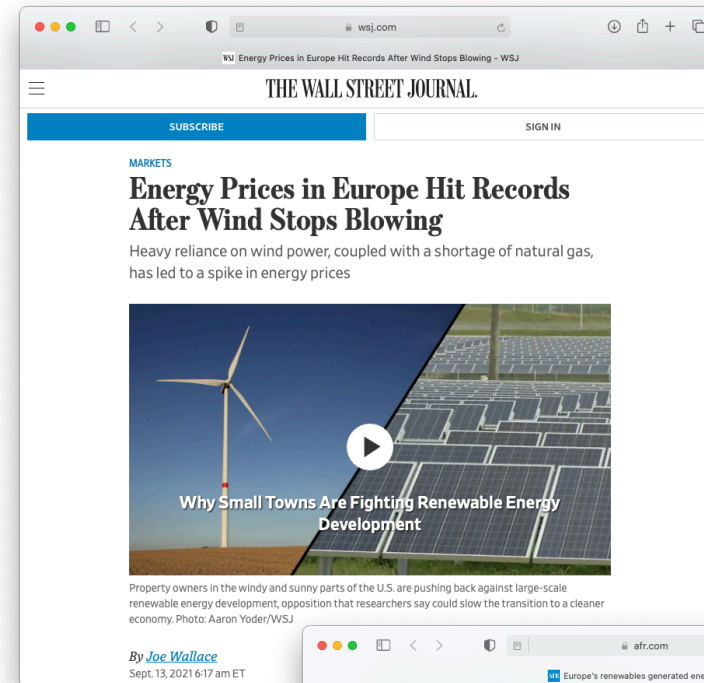 wsj.com
WSJ Energy Prices in Europe Hit Records After Wind Stops Blowing - WSJ
THE WALL STREET JOURNAL.
SUBSCRIBE
SIGN IN
MARKETS
Energy Prices in Europe Hit Records
After Wind Stops Blowing
Heavy reliance on wind power, coupled with a shortage of natural gas,
has led to a spike in energy prices
Why Small Towns Are Fighting Renewable Energy
Development
Property owners in the windy and sunny parts of the U.S. are pushing back against large-scale
renewable energy development, opposition that researchers say could slow the transition to a cleaner
economy. Photo: Aaron Yoder/WSJ
By Joe Wallace
Sept. 13, 2021 6:17 am ET
afr.com
AFR Europe's renewables generated ene